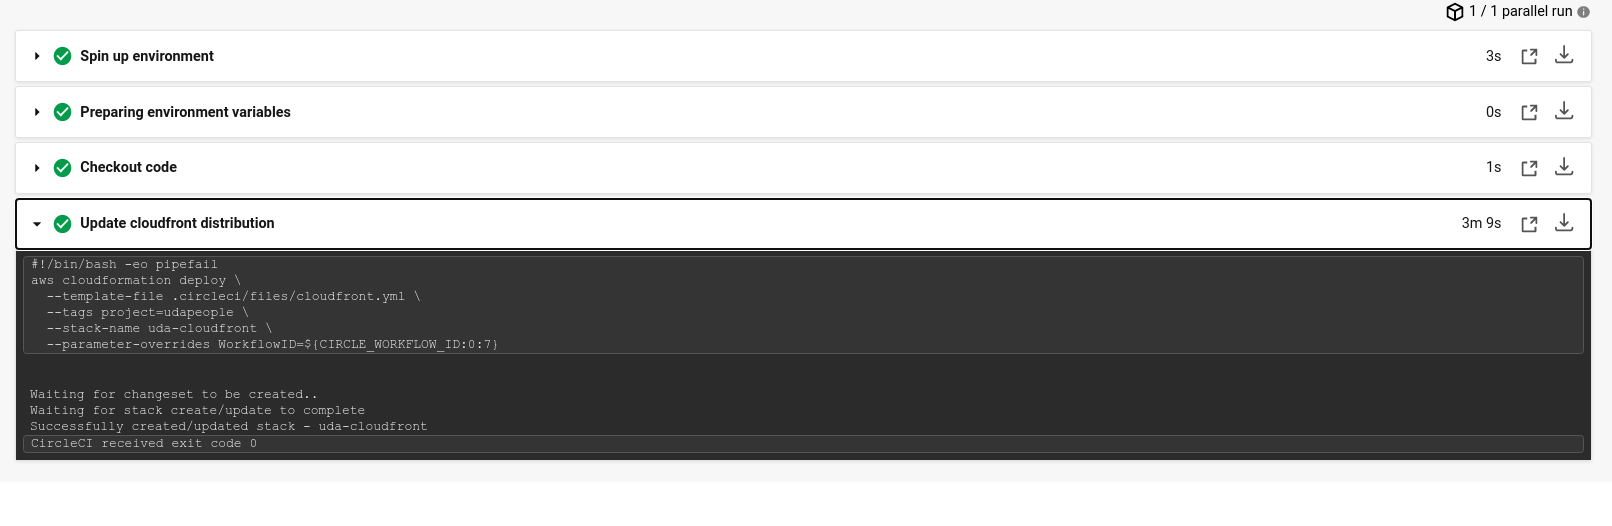 1 / 1 parallel run
Spin up environment 3s
Preparing environment variables 0s
Checkout code 1s
Update cloudfront distribution 3m 9s
#!/bin/bash -eo pipefail
aws cloudformation deploy \
  --template-file .circleci/files/cloudfront.yml \
  --tags project=udapeople \
  --stack-name uda-cloudfront \
  --parameter-overrides WorkflowID=${CIRCLE_WORKFLOW_ID:0:7}
Waiting for changeset to be created..
Waiting for stack create/update to complete
Successfully created/updated stack - uda-cloudfront
CircleCI received exit code 0